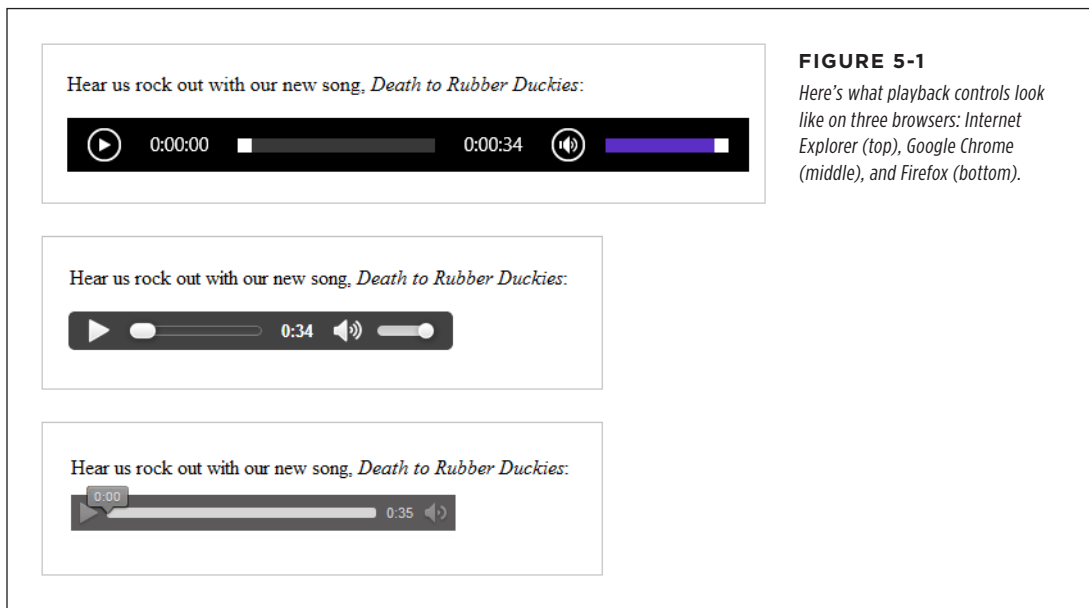 Hear us rock out with our new song, Death to Rubber Duckies:
0:00:00 0:00:34
Hear us rock out with our new song, Death to Rubber Duckies:
0:34
Hear us rock out with our new song, Death to Rubber Duckies:
0:00
0:35
FIGURE 5-1
Here's what playback controls look
like on three browsers: Internet
Explorer (top), Google Chrome
(middle), and Firefox (bottom).